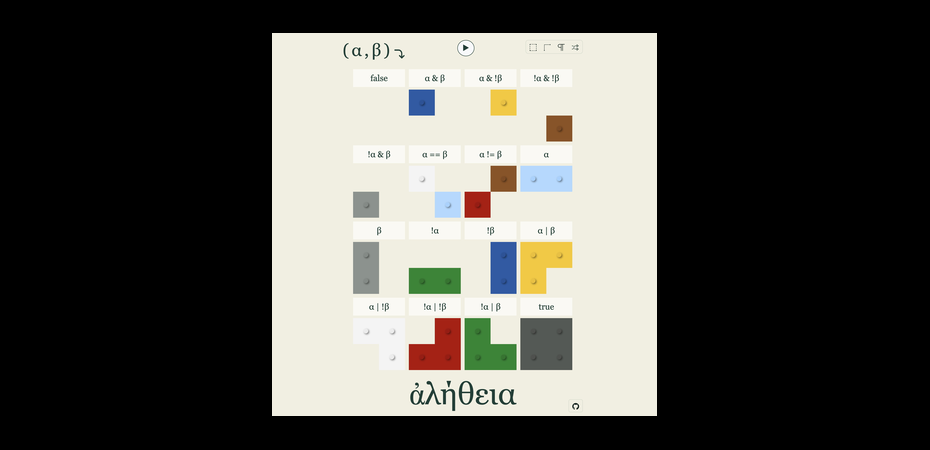 (α,β)
false α & β α & !β !α & !β
!α & β α == β α != β α
β !α !β α | β
α | !β !α | !β !α | β true
ἀλήθεια